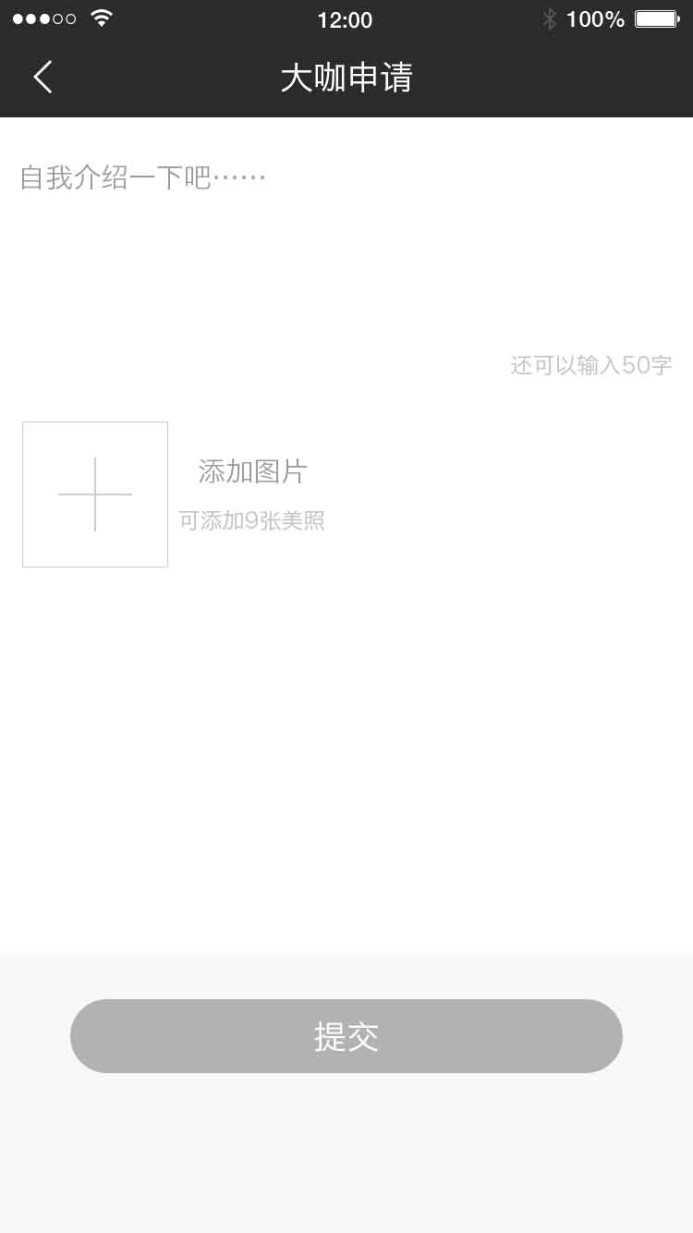 12:00
100%
大咖申请
自我介绍一下吧……
还可以输入50字
添加图片
可添加9张美照
提交